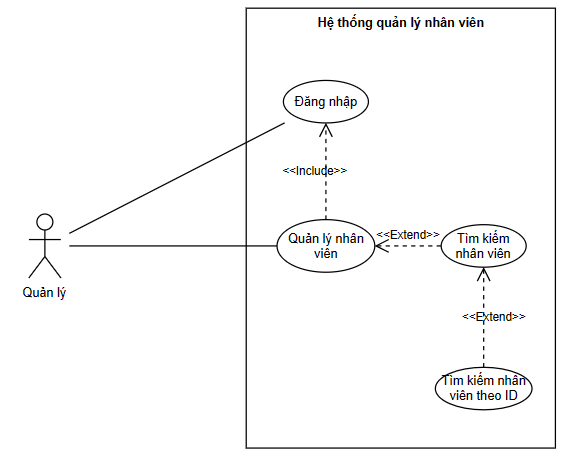 Hệ thống quản lý nhân viên
Đăng nhập
<<Include>>
Quản lý nhân
viên
<<Extend>>
Tìm kiếm
nhân viên
Quản lý
<<Extend>>
Tìm kiếm nhân
viên theo ID